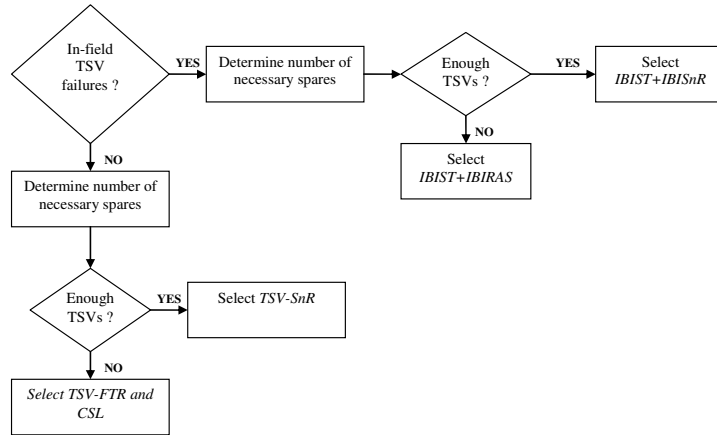 In-field
TSV
failures ?
YES
Determine number of
necessary spares
Enough
TSVs ?
YES
Select
IBIST+IBISnR
NO
Select
IBIST+IBIRAS
NO
Determine number of
necessary spares
Enough
TSVs ?
YES
Select TSV-SnR
NO
Select TSV-FTR and
CSL